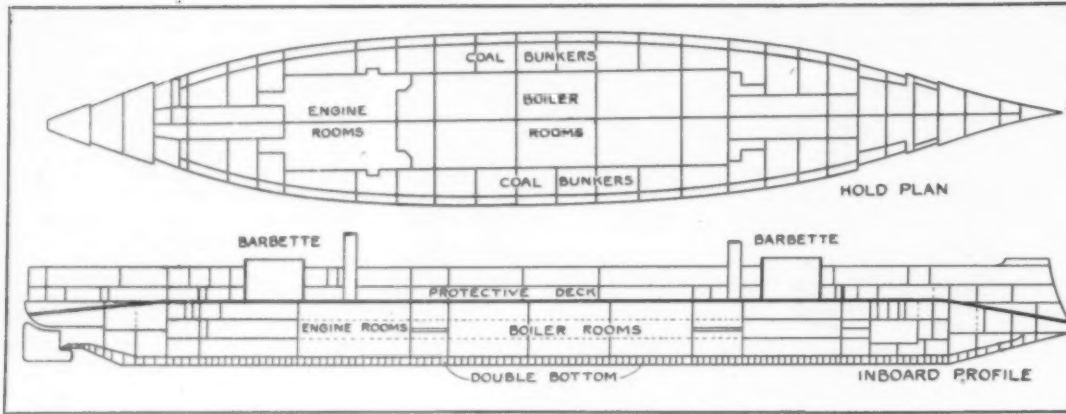 COAL BUNKERS
ENGINE ROOMS
BOILER ROOMS
COAL BUNKERS
HOLD PLAN
BARBETTE
BARBETTE
PROTECTIVE DECK
ENGINE ROOMS
BOILER ROOMS
DOUBLE BOTTOM
INBOARD PROFILE